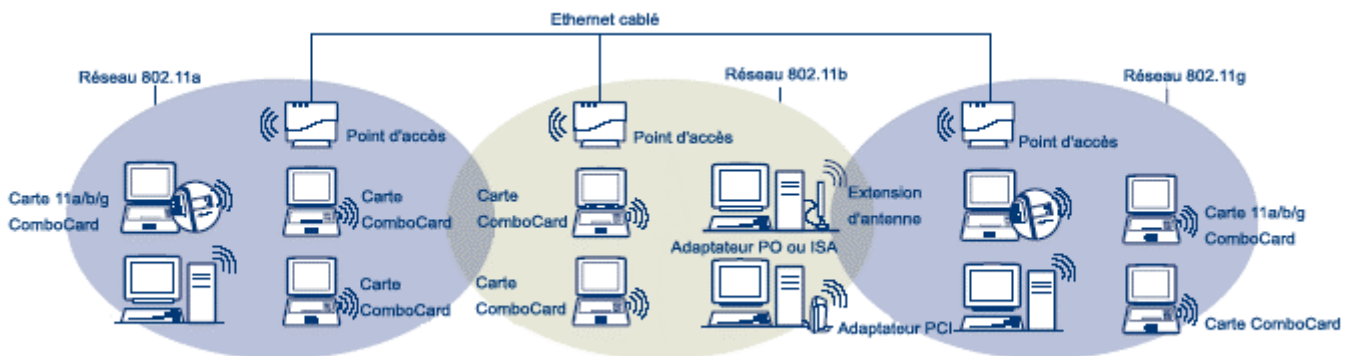 Ethernet cablé
Réseau 802.11a
Réseau 802.11b
Réseau 802.11g
Point d'accès
Point d'accès
Point d'accès
Carte 11a/b/g
ComboCard
Carte
ComboCard
Carte
ComboCard
Extension
d'antenne
Carte 11a/b/g
ComboCard
Adaptateur PO ou ISA
Carte
ComboCard
Carte
ComboCard
Adaptateur PCI
Carte ComboCard